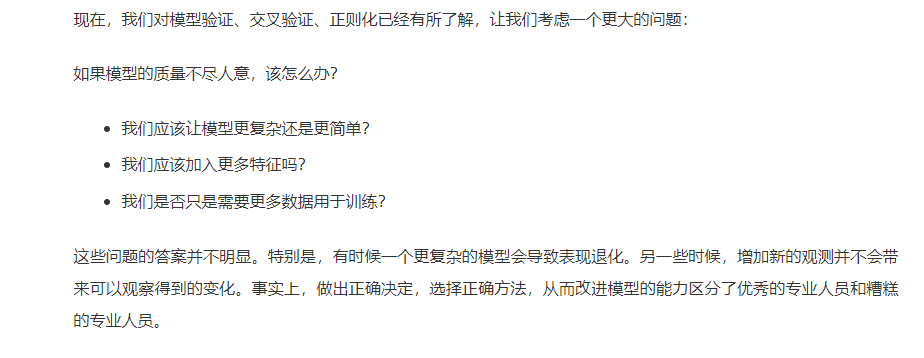 现在，我们对模型验证、交叉验证、正则化已经有所了解，让我们考虑一个更大的问题：
如果模型的质量不尽人意，该怎么办？
• 我们应该让模型更复杂还是更简单？
• 我们应该加入更多特征吗？
• 我们是否只是需要更多数据用于训练？
这些问题的答案并不明显。特别是，有时候一个更复杂的模型会导致表现退化。另一些时候，增加新的观测并不会带
来可以观察得到的变化。事实上，做出正确决定，选择正确方法，从而改进模型的能力区分了优秀的专业人员和糟糕
的专业人员。